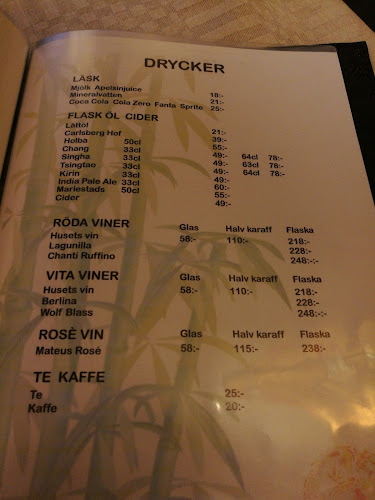 DRYCKER
LÄSK
Mjölk Apelsinjuice 18:-
Mineralvatten 21:-
Coca Cola Cola Zero Fanta Sprite 25:-
FLASK ÖL CIDER
Lättöl 21:-
Carlsberg Hof 39:-
Holba 50cl 55:-
Chang 33cl 49:- 64cl 78:-
Singha 33cl 49:- 63cl 78:-
Tsingtao 33cl 49:- 64cl 78:-
Kirin 33cl 49:-
India Pale Ale 33cl 60:-
Mariestads 50cl 55:-
Cider 49:-
RÖDA VINER Glas Halv karaff Flaska
Husets vin 58:- 110:- 218:-
Lagunilla 228:-
Chanti Ruffino 248:-:-
VITA VINER Glas Halv karaff Flaska
Husets vin 58:- 110:- 218:-
Berlina 228:-
Wolf Blass 248:-:-
ROSÈ VIN Glas Halv karaff Flaska
Mateus Rosè 58:- 115:- 238:-
TE KAFFE
Te 25:-
Kaffe 20:-